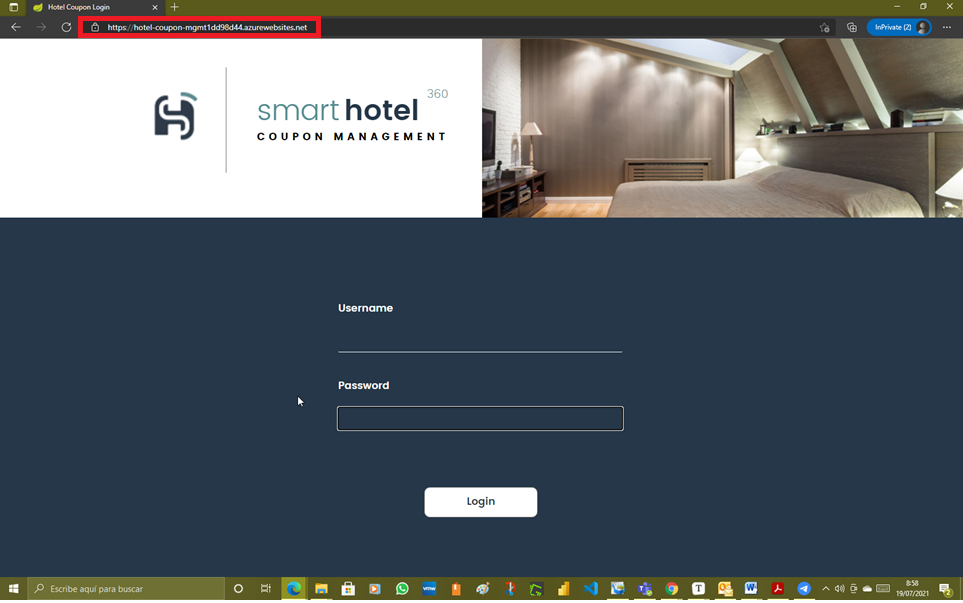 Hotel Coupon Login
https://hotel-coupon-mgmt1dd98d44.azurewebsites.net
InPrivate (2)
smart hotel 360
COUPON MANAGEMENT
Username
Password
Login
Escribe aquí para buscar
8:58
19/07/2021